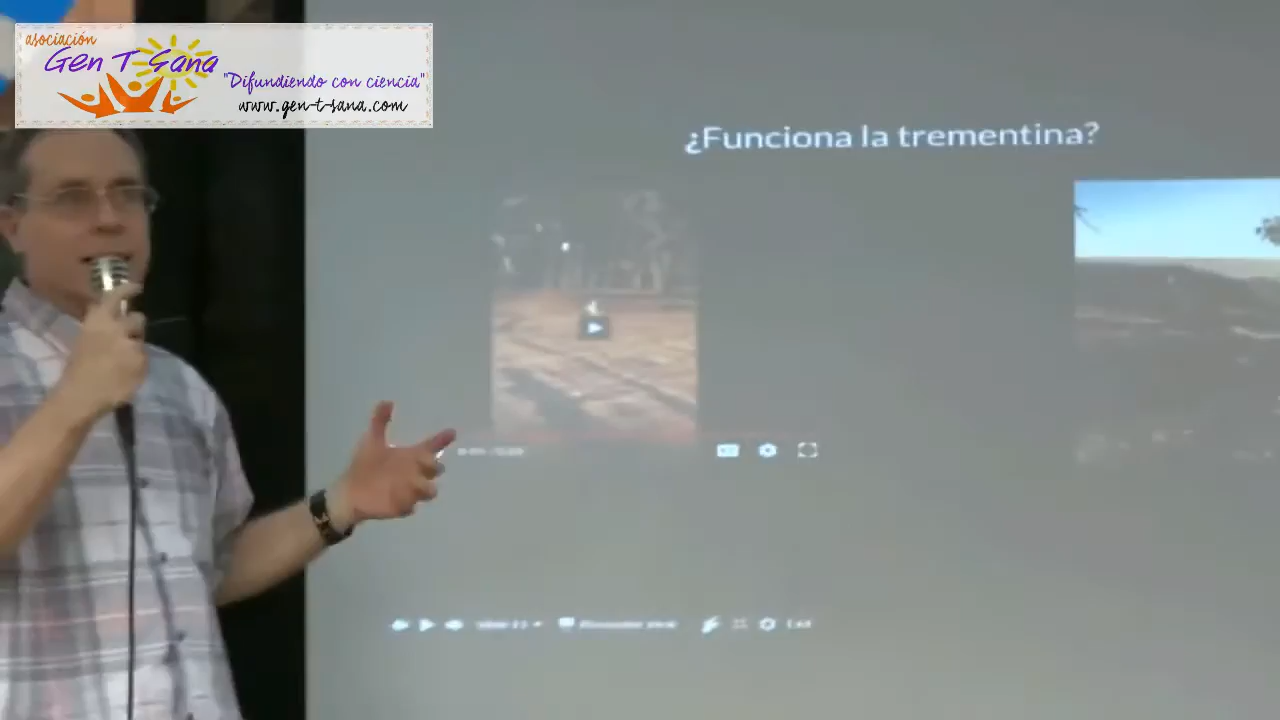 asociación
Gen T Sana
"Difundiendo con ciencia"
www.gen-t-sana.com
¿Funciona la trementina?